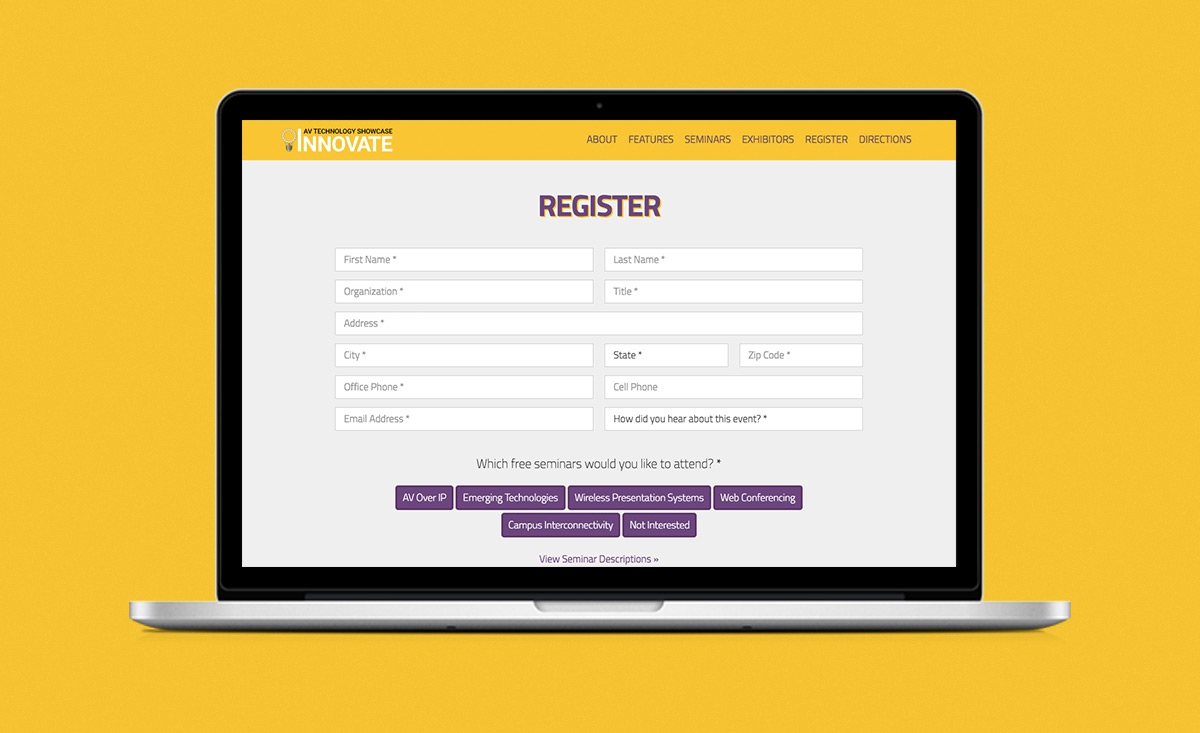 AV TECHNOLOGY SHOWCASE
INNOVATE
ABOUT FEATURES SEMINARS EXHIBITORS REGISTER DIRECTIONS
REGISTER
First Name * Last Name *
Organization * Title *
Address *
City * State * Zip Code *
Office Phone * Cell Phone
Email Address * How did you hear about this event? *
Which free seminars would you like to attend? *
AV Over IP Emerging Technologies Wireless Presentation Systems Web Conferencing
Campus Interconnectivity Not Interested
View Seminar Descriptions »